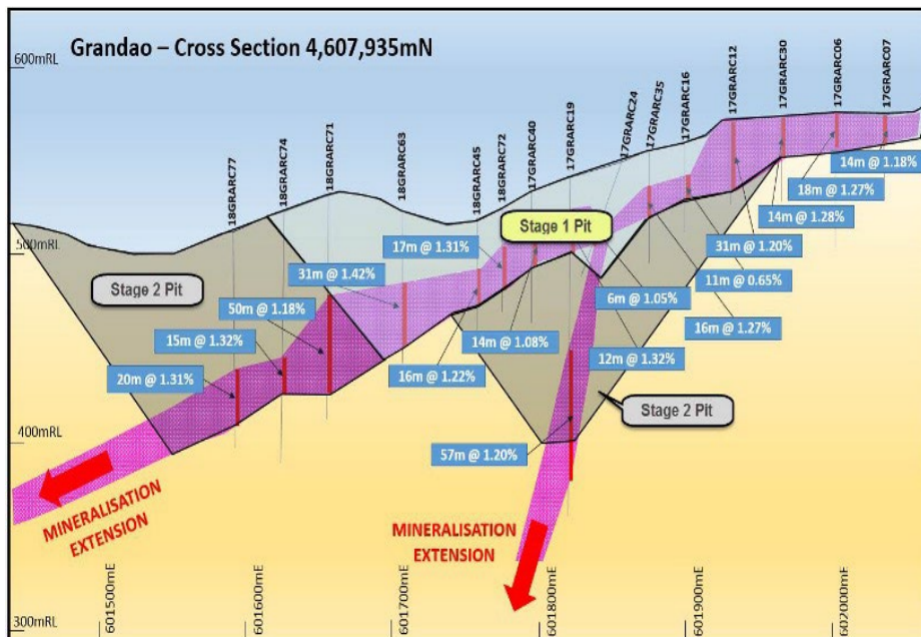 Grandao – Cross Section 4,607,935mN
600mRL
500mRL
400mRL
300mRL
18GRARC77
18GRARC74
18GRARC71
18GRARC63
18GRARC45
18GRARC72
17GRARC40
17GRARC19
17GRARC24
17GRARC35
17GRARC16
17GRARC12
17GRARC30
17GRARC06
17GRARC07
14m @ 1.18%
18m @ 1.27%
14m @ 1.28%
31m @ 1.20%
11m @ 0.65%
16m @ 1.27%
6m @ 1.05%
12m @ 1.32%
Stage 1 Pit
17m @ 1.31%
31m @ 1.42%
Stage 2 Pit
50m @ 1.18%
15m @ 1.32%
20m @ 1.31%
14m @ 1.08%
16m @ 1.22%
Stage 2 Pit
57m @ 1.20%
MINERALISATION
EXTENSION
MINERALISATION
EXTENSION
601500mE
601600mE
601700mE
601800mE
601900mE
602000mE